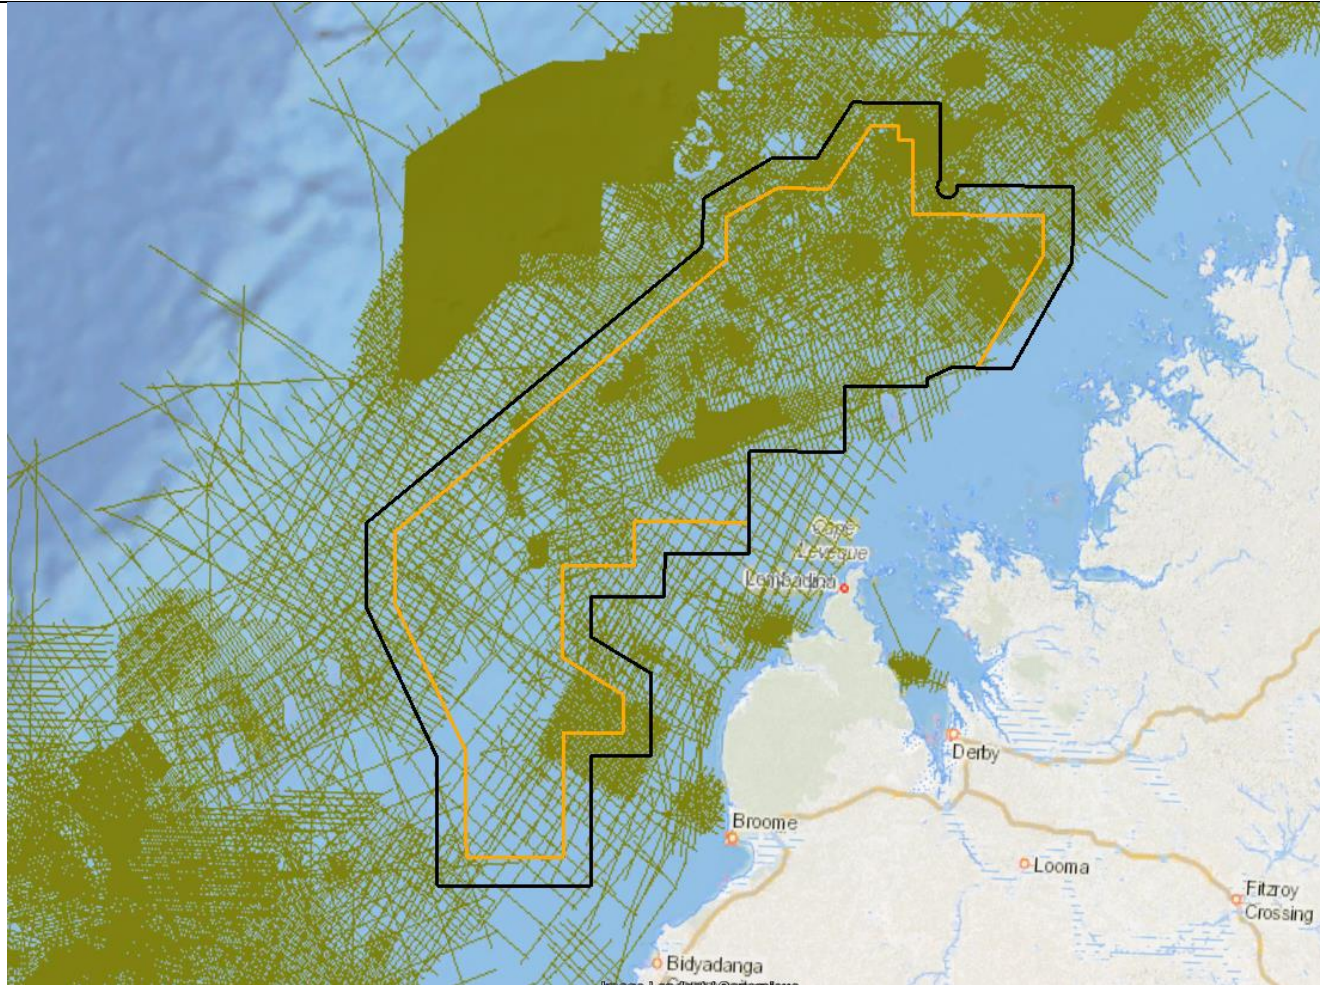 Cape
Leveque
Lombadina
Derby
Broome
Looma
Fitzroy
Crossing
Bidyadanga